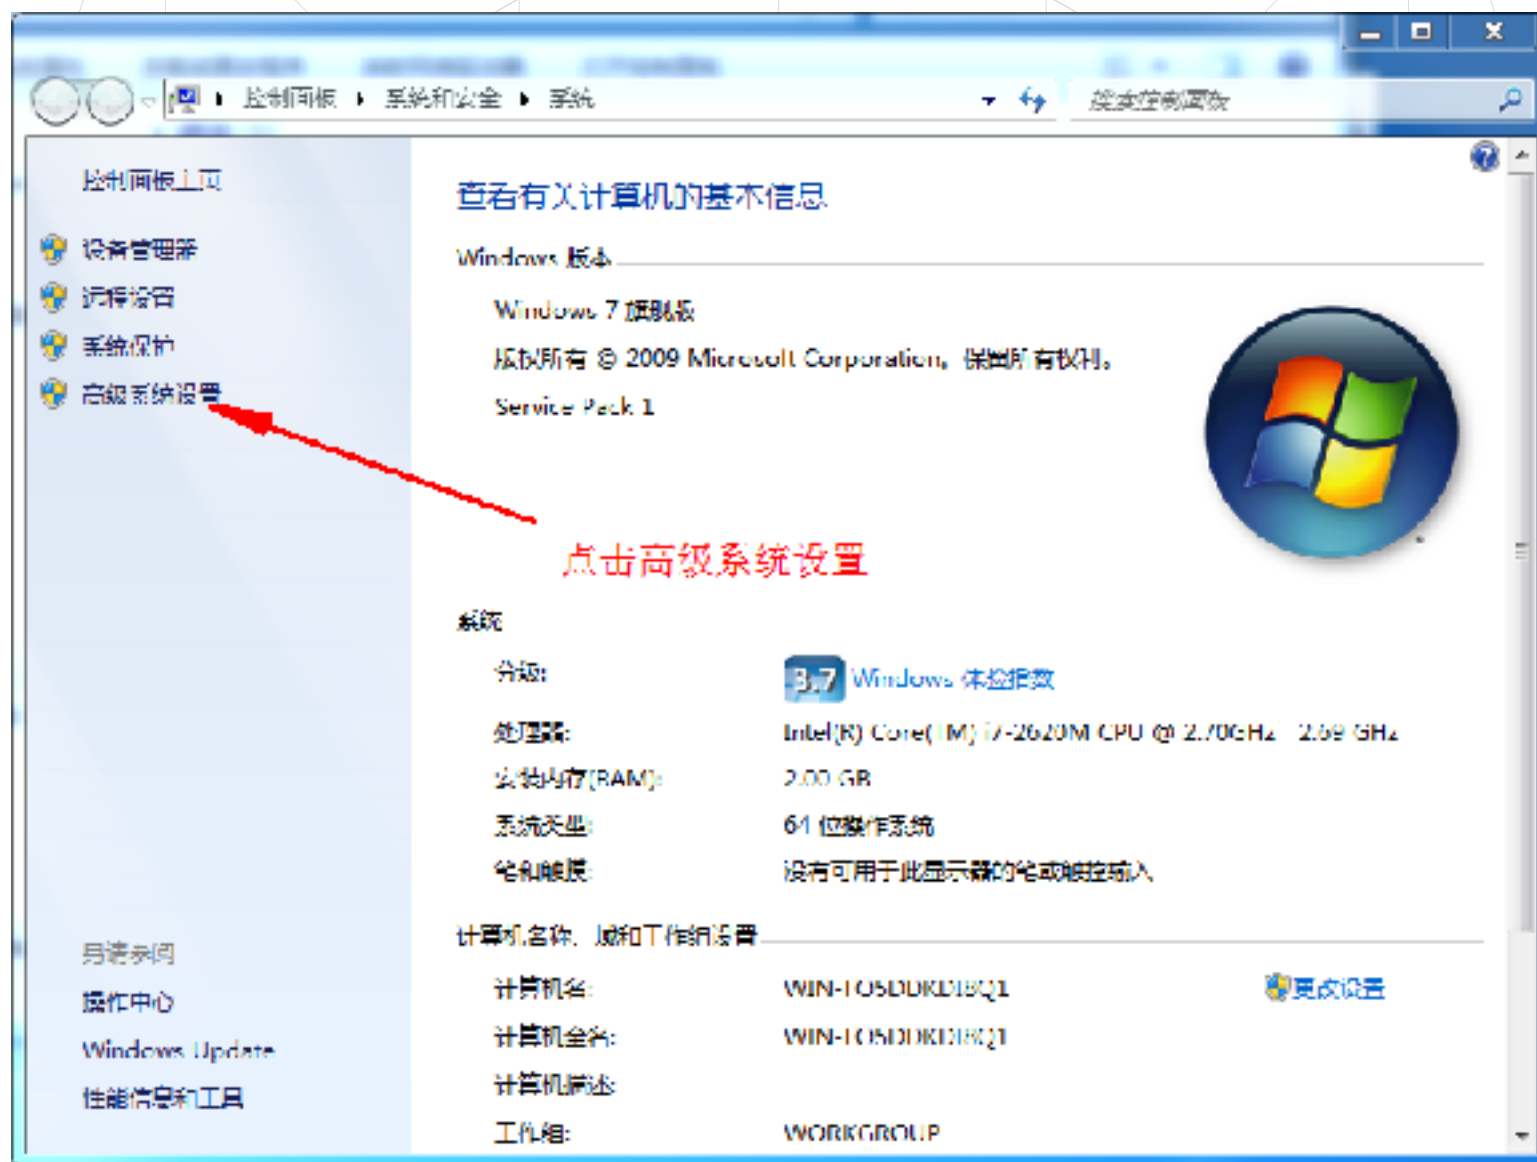 控制面板 系统和安全 系统
搜索控制面板
控制面板主页
设备管理器
远程设置
系统保护
高级系统设置
查看有关计算机的基本信息
Windows 版本
Windows 7 旗舰版
版权所有 © 2009 Microsoft Corporation。保留所有权利。
Service Pack 1
点击高级系统设置
系统
分级:
3.7 Windows 体验指数
处理器:
Intel(R) Core(TM) i7-2620M CPU @ 2.70GHz 2.69 GHz
安装内存(RAM):
2.00 GB
系统类型:
64 位操作系统
笔和触摸:
没有可用于此显示器的笔或触控输入
计算机名称、域和工作组设置
计算机名:
更改设置
计算机全名:
计算机描述:
工作组:
WORKGROUP
另请参阅
操作中心
Windows Update
性能信息和工具